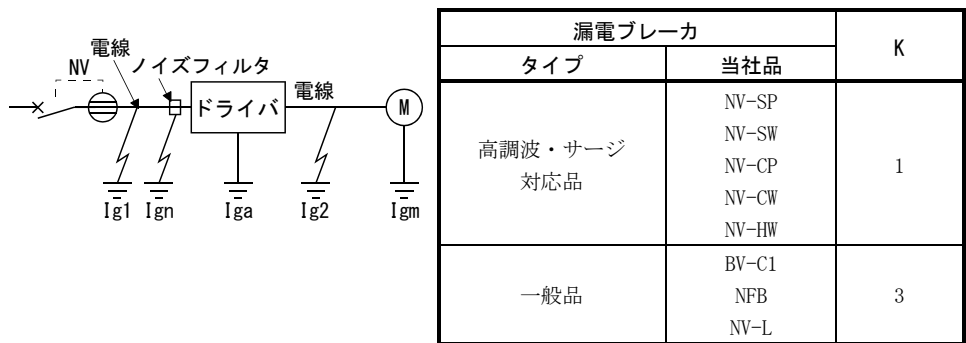 電線
NV
ノイズフィルタ
ドライバ
電線
M
Ig1 Ign Iga Ig2 Igm
漏電ブレーカ
K
タイプ
当社品
高調波・サージ
対応品
NV-SP
NV-SW
NV-CP
NV-CW
NV-HW
1
一般品
BV-C1
NFB
NV-L
3